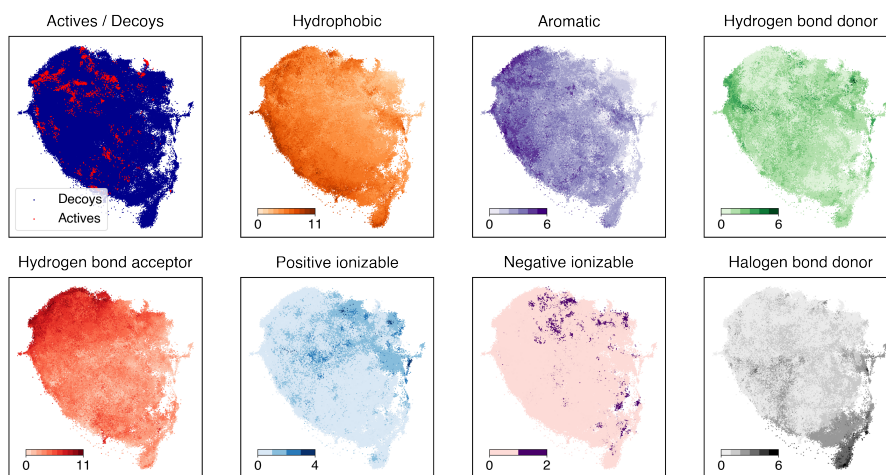 Actives / Decoys
Hydrophobic
Aromatic
Hydrogen bond donor
Decoys
Actives
0 11
0 6
0 6
Hydrogen bond acceptor
Positive ionizable
Negative ionizable
Halogen bond donor
0 11
0 4
0 2
0 6